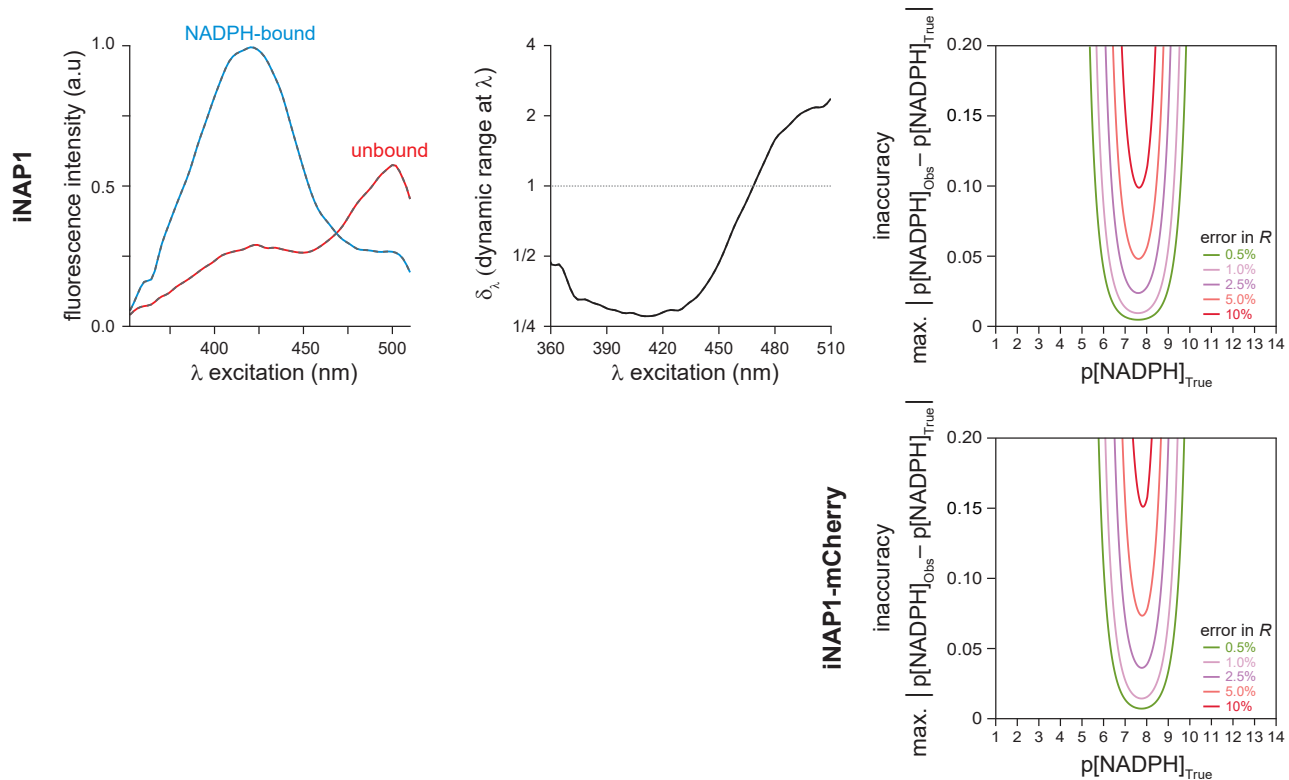 iNAP1
fluorescence intensity (a.u)
1.0
0.5
0.0
NADPH-bound
unbound
400
450
500
λ excitation (nm)
δλ (dynamic range at λ)
4
2
1
1/2
1/4
360
390
420
450
480
510
λ excitation (nm)
inaccuracy
max. | p[NADPH]Obs – p[NADPH]True |
0.20
0.15
0.10
0.05
0
error in R
0.5%
1.0%
2.5%
5.0%
10%
1 2 3 4 5 6 7 8 9 10 11 12 13 14
p[NADPH]True
iNAP1-mCherry
inaccuracy
max. | p[NADPH]Obs – p[NADPH]True |
0.20
0.15
0.10
0.05
0
error in R
0.5%
1.0%
2.5%
5.0%
10%
1 2 3 4 5 6 7 8 9 10 11 12 13 14
p[NADPH]True